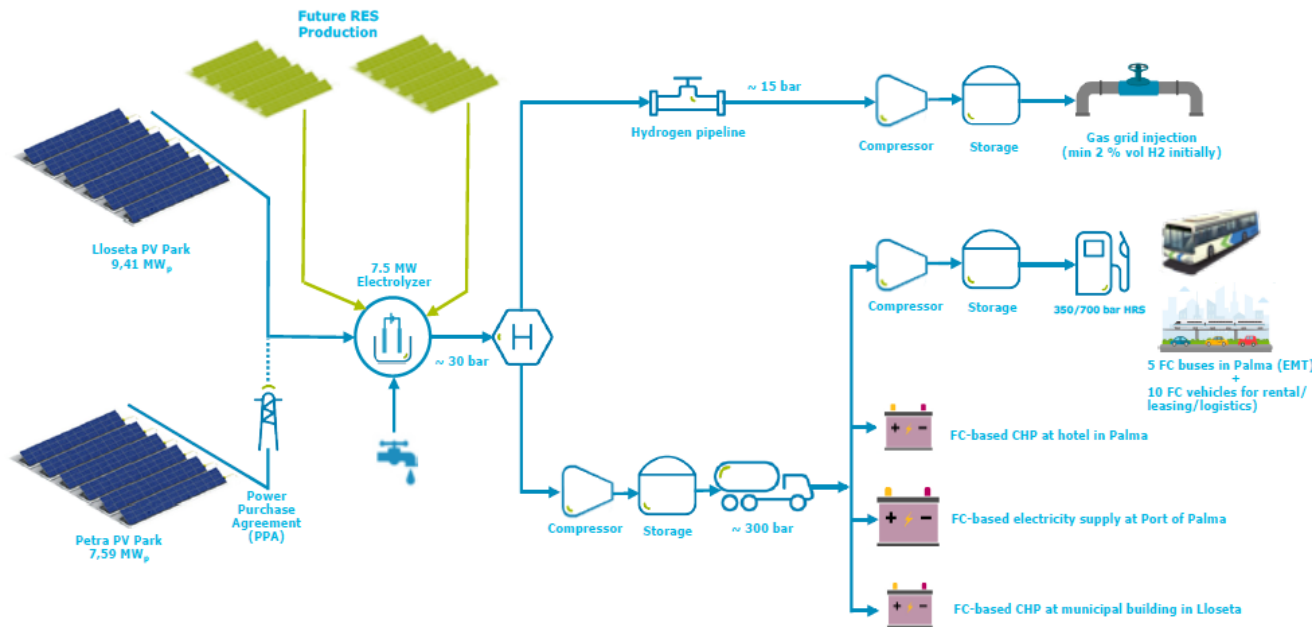 Future RES
Production
Lloseta PV Park
9,41 MWp
7.5 MW
Electrolyzer
~ 30 bar
H
Petra PV Park
7,59 MWp
Power
Purchase
Agreement
(PPA)
Hydrogen pipeline
~ 15 bar
Compressor
Storage
Gas grid injection
(min 2 % vol H2 initially)
Compressor
Storage
~ 300 bar
Compressor
Storage
350/700 bar HRS
5 FC buses in Palma (EMT)
+
10 FC vehicles for rental/
leasing/logistics)
FC-based CHP at hotel in Palma
FC-based electricity supply at Port of Palma
FC-based CHP at municipal building in Lloseta